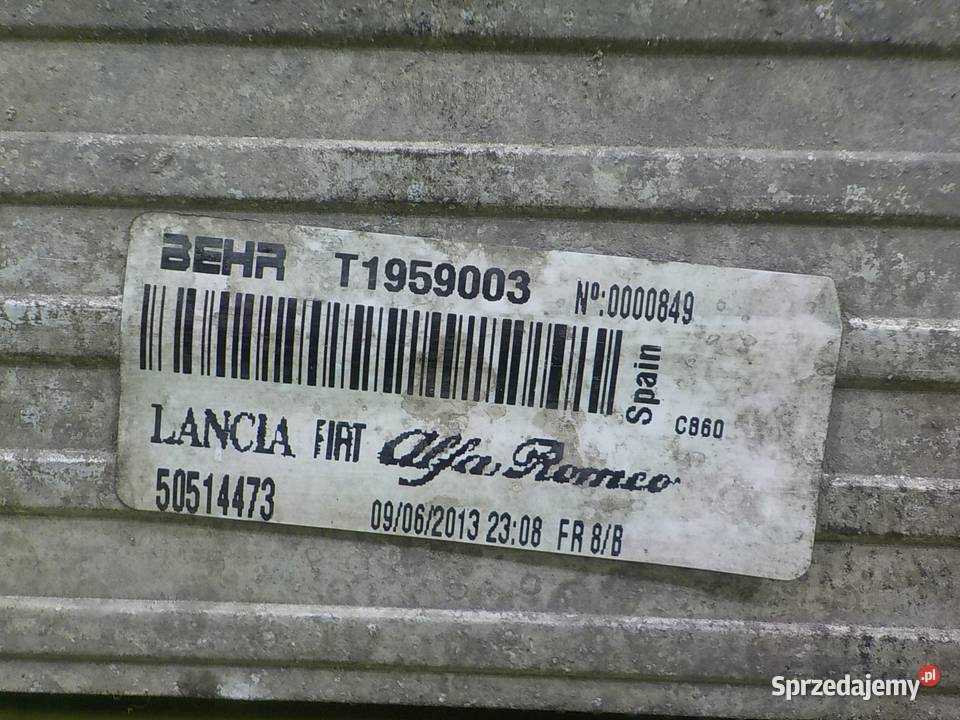 BEHR T1959003 Nº:0000849
Spain
C860
LANCIA FIAT Alfa Romeo
50514473
09/06/2013 23:08 FR 8/B
Sprzedajemy.pl